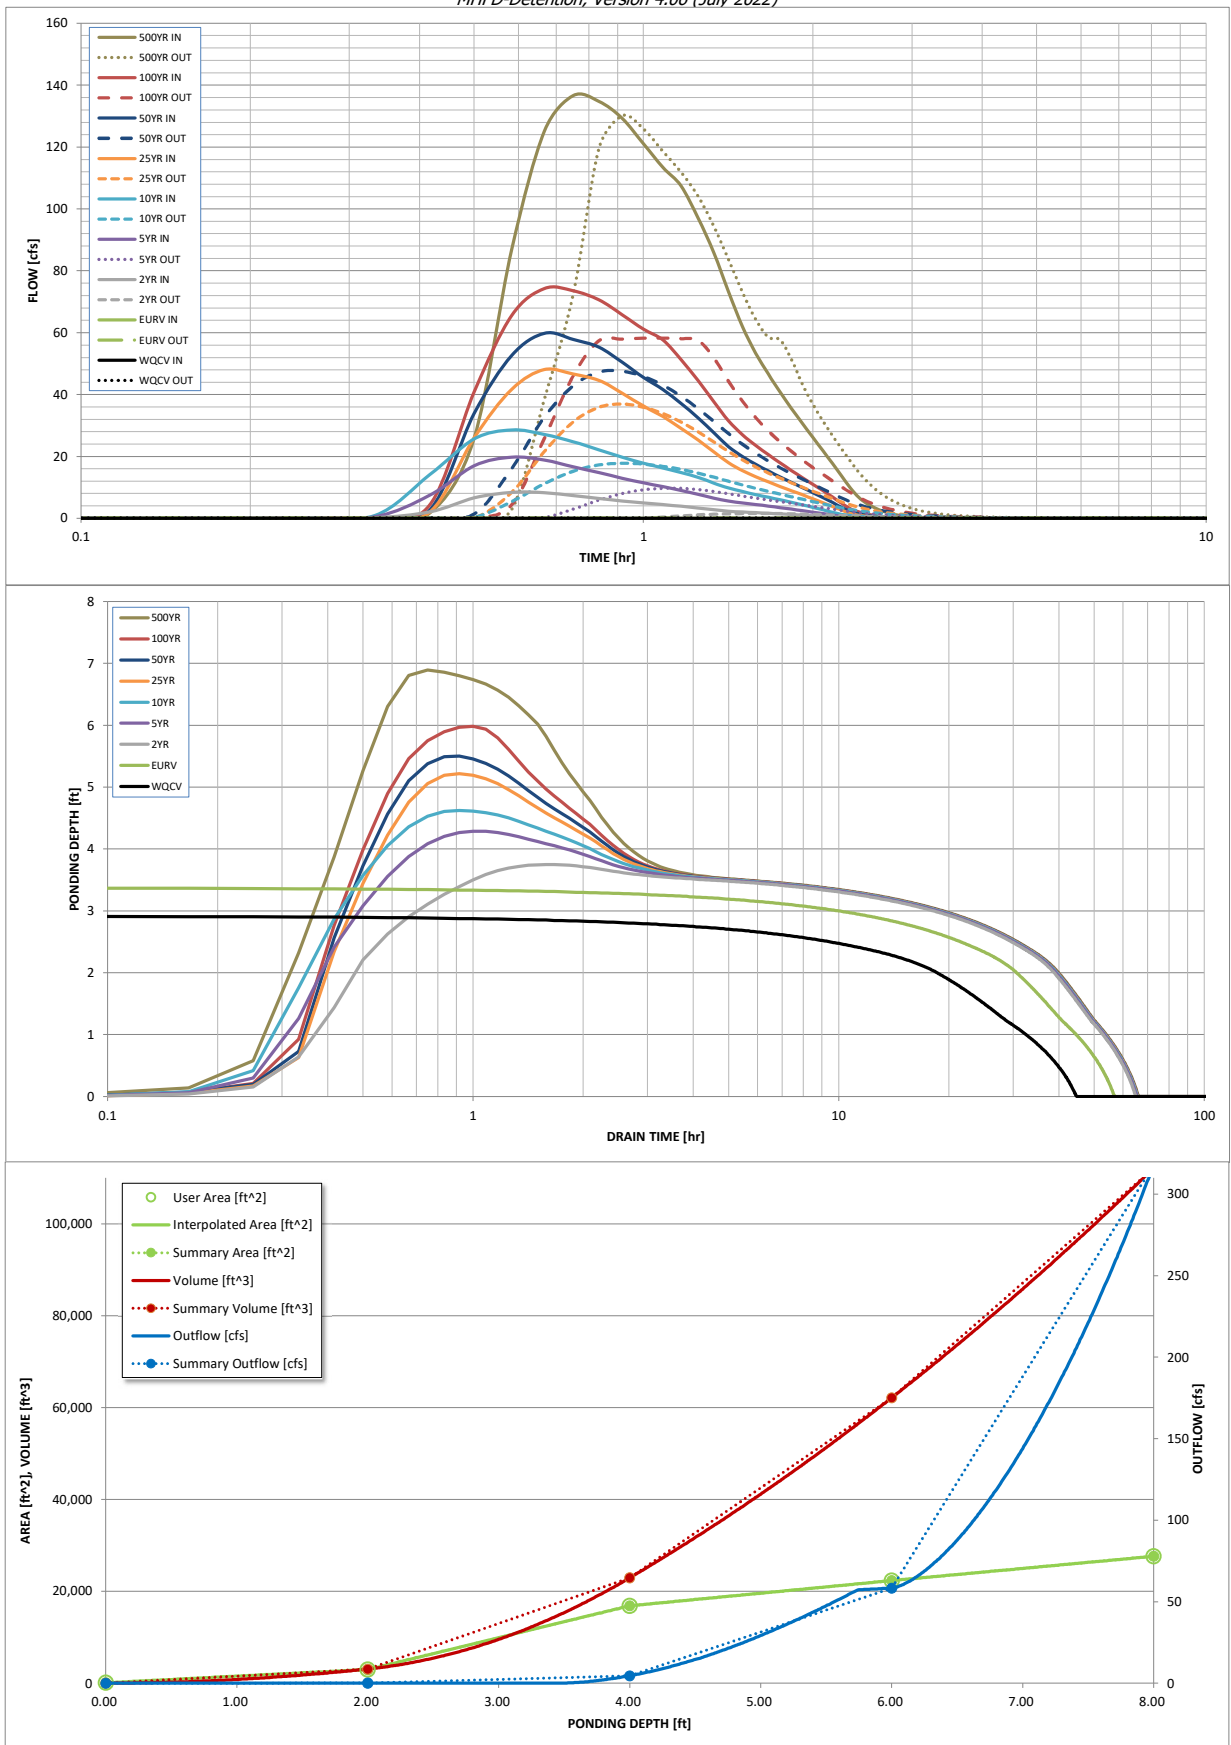 MHFD-Detention, Version 4.06 (July 2022)
160
140
120
100
80
60
40
20
0
FLOW [cfs]
500YR IN
500YR OUT
100YR IN
100YR OUT
50YR IN
50YR OUT
25YR IN
25YR OUT
10YR IN
10YR OUT
5YR IN
5YR OUT
2YR IN
2YR OUT
EURV IN
EURV OUT
WQCV IN
WQCV OUT
0.1 1 10
TIME [hr]
8
7
6
5
4
3
2
1
0
PONDING DEPTH [ft]
500YR
100YR
50YR
25YR
10YR
5YR
2YR
EURV
WQCV
0.1 1 10 100
DRAIN TIME [hr]
User Area [ft^2]
Interpolated Area [ft^2]
Summary Area [ft^2]
Volume [ft^3]
Summary Volume [ft^3]
Outflow [cfs]
Summary Outflow [cfs]
100,000
80,000
60,000
40,000
20,000
0
AREA [ft^2], VOLUME [ft^3]
300
250
200
150
100
50
0
OUTFLOW [cfs]
0.00 1.00 2.00 3.00 4.00 5.00 6.00 7.00 8.00
PONDING DEPTH [ft]